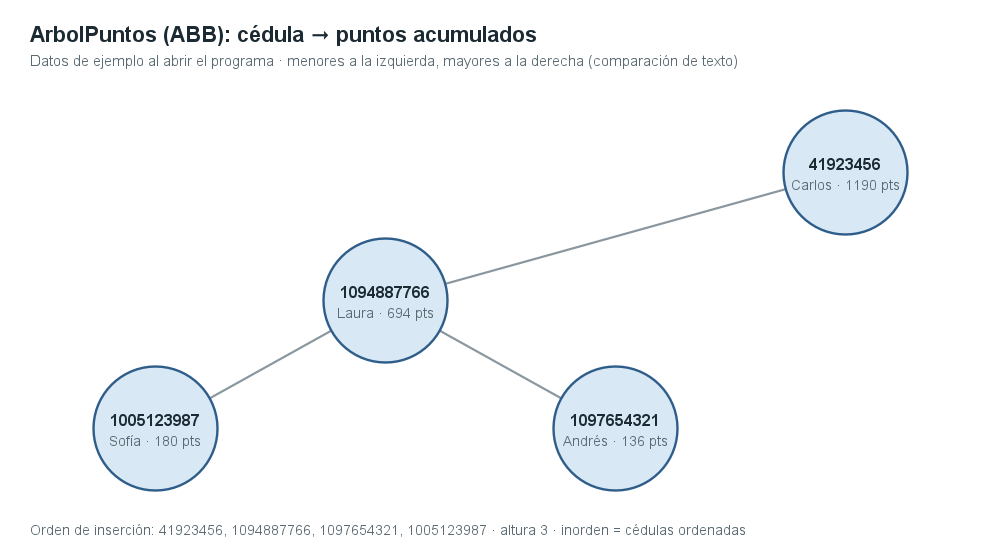 ArbolPuntos (ABB): cédula → puntos acumulados
Datos de ejemplo al abrir el programa · menores a la izquierda, mayores a la derecha (comparación de texto)
41923456
Carlos · 1190 pts
1094887766
Laura · 694 pts
1005123987
Sofía · 180 pts
1097654321
Andrés · 136 pts
Orden de inserción: 41923456, 1094887766, 1097654321, 1005123987 · altura 3 · inorden = cédulas ordenadas